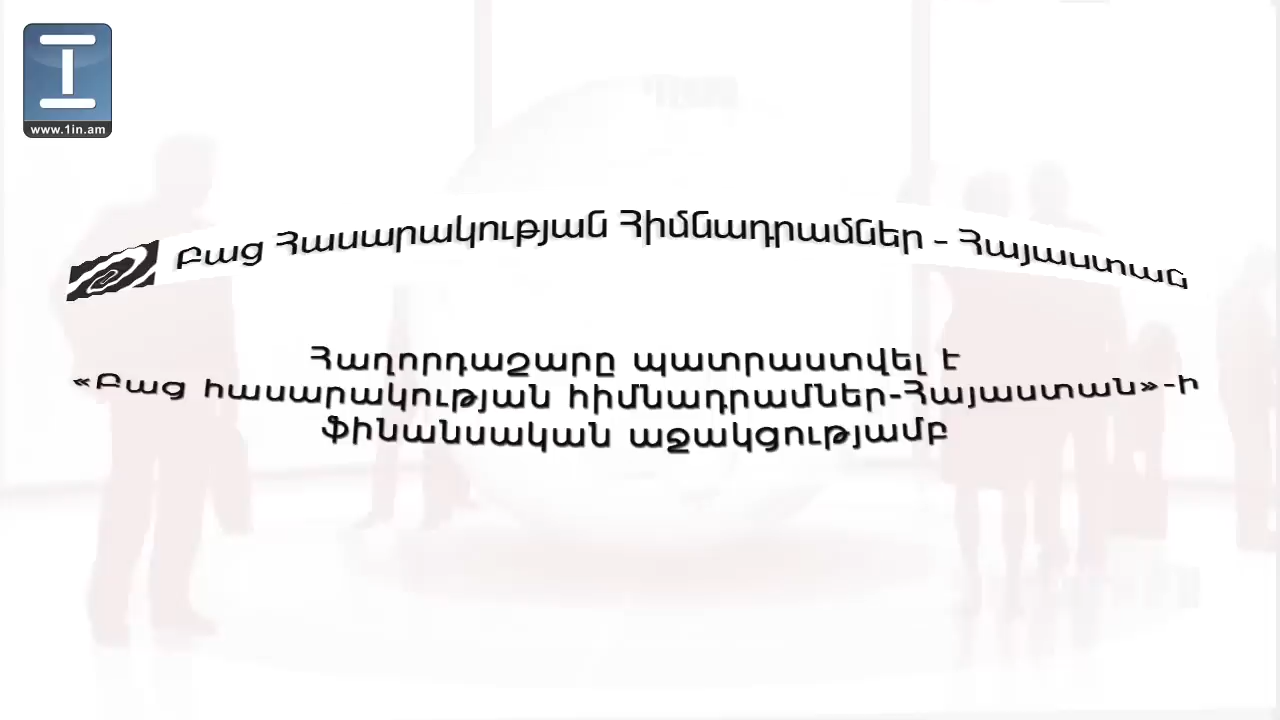 www.1in.am
Բաց Հասարակության Հիմնադրամներ - Հայաստան
Հաղորդաշարը պատրաստվել է
«Բաց հասարակության հիմնադրամներ-Հայաստան»-ի
ֆինանսական աջակցությամբ